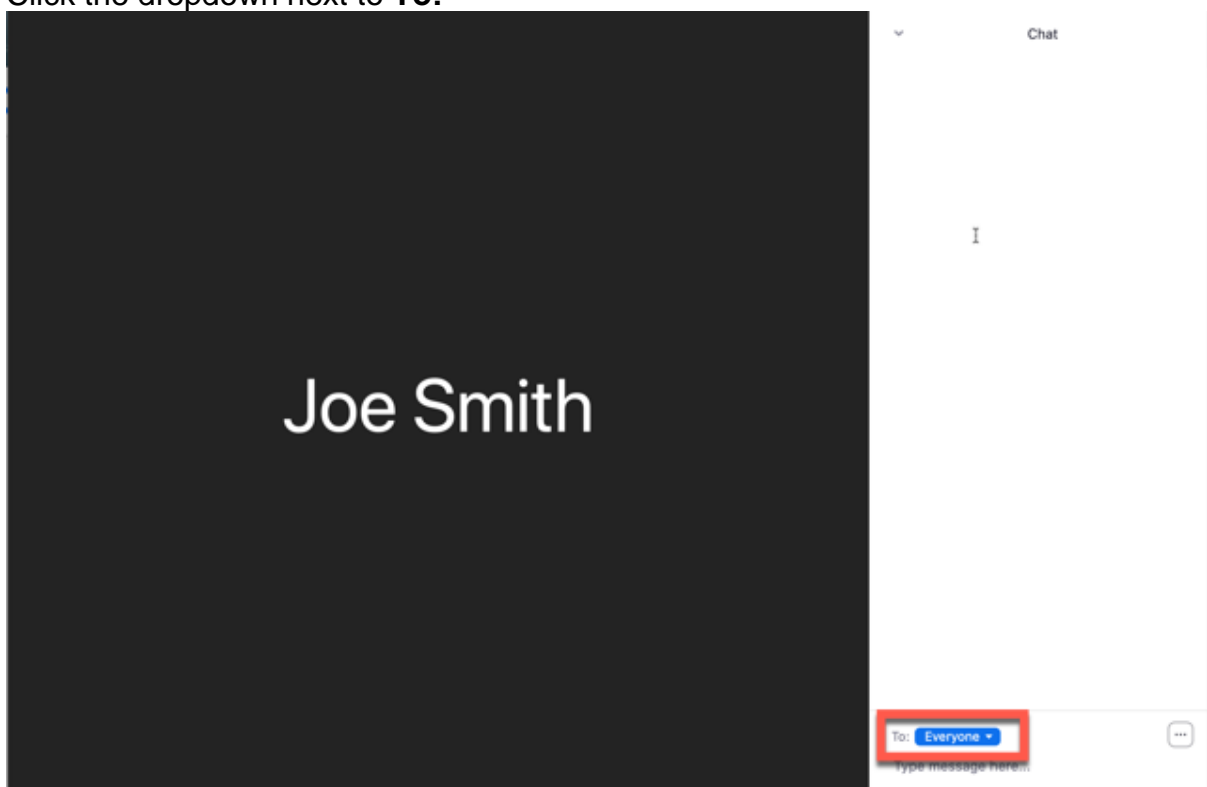 Click the dropdown next to To:
Chat
Joe Smith
To: Everyone
...
Type message here...